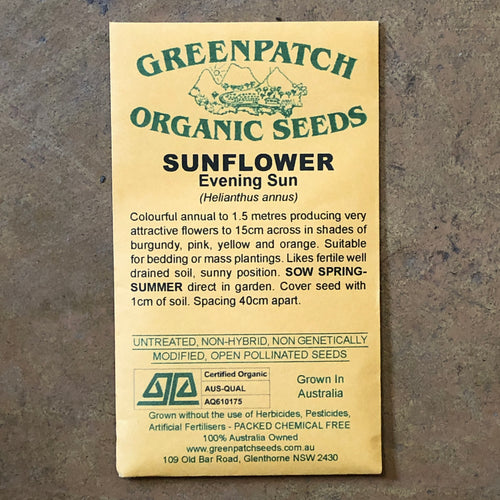 GREENPATCH
ORGANIC SEEDS
SUNFLOWER
Evening Sun
(Helianthus annus)
Colourful annual to 1.5 metres producing very
attractive flowers to 15cm across in shades of
burgundy, pink, yellow and orange. Suitable
for bedding or mass plantings. Likes fertile well
drained soil, sunny position. SOW SPRING-
SUMMER direct in garden. Cover seed with
1cm of soil. Spacing 40cm apart.
UNTREATED, NON-HYBRID, NON GENETICALLY
MODIFIED, OPEN POLLINATED SEEDS
Certified Organic
AUS-QUAL
AQ610175
Grown In
Australia
Grown without the use of Herbicides, Pesticides,
Artificial Fertilisers - PACKED CHEMICAL FREE
100% Australia Owned
www.greenpatchseeds.com.au
109 Old Bar Road, Glenthorne NSW 2430